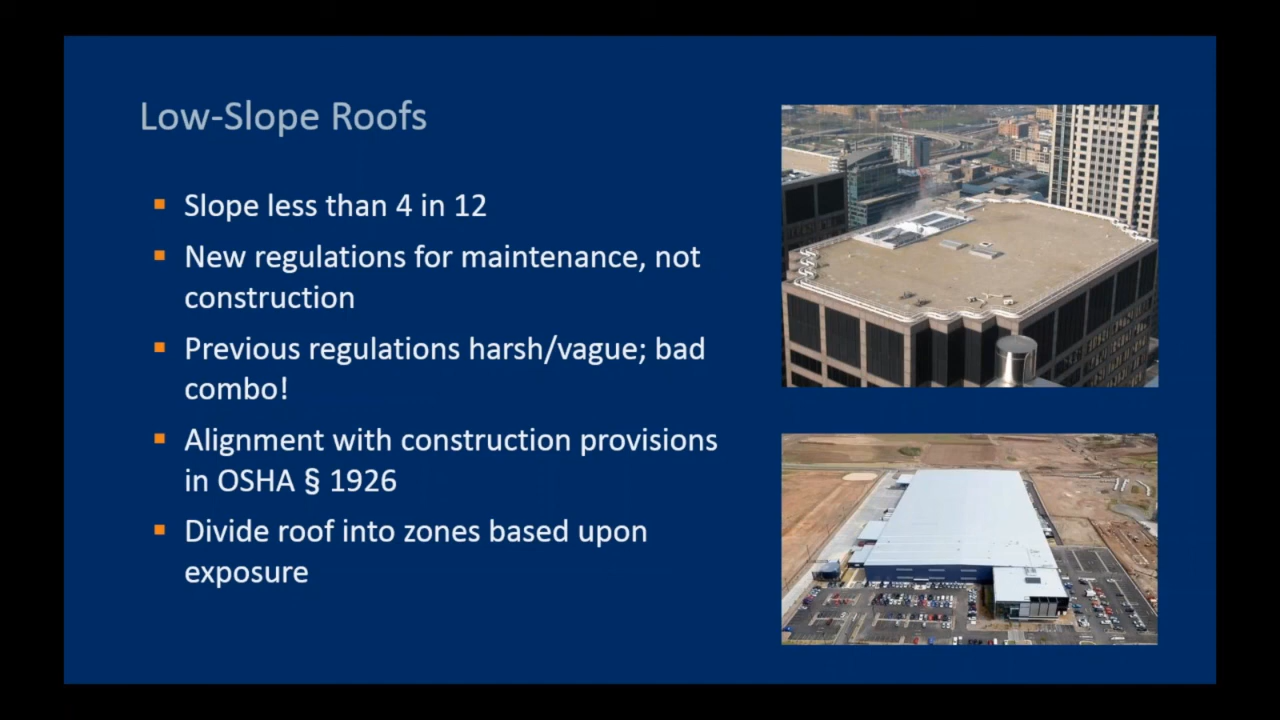 Low-Slope Roofs
Slope less than 4 in 12
New regulations for maintenance, not
construction
Previous regulations harsh/vague; bad
combo!
Alignment with construction provisions
in OSHA § 1926
Divide roof into zones based upon
exposure